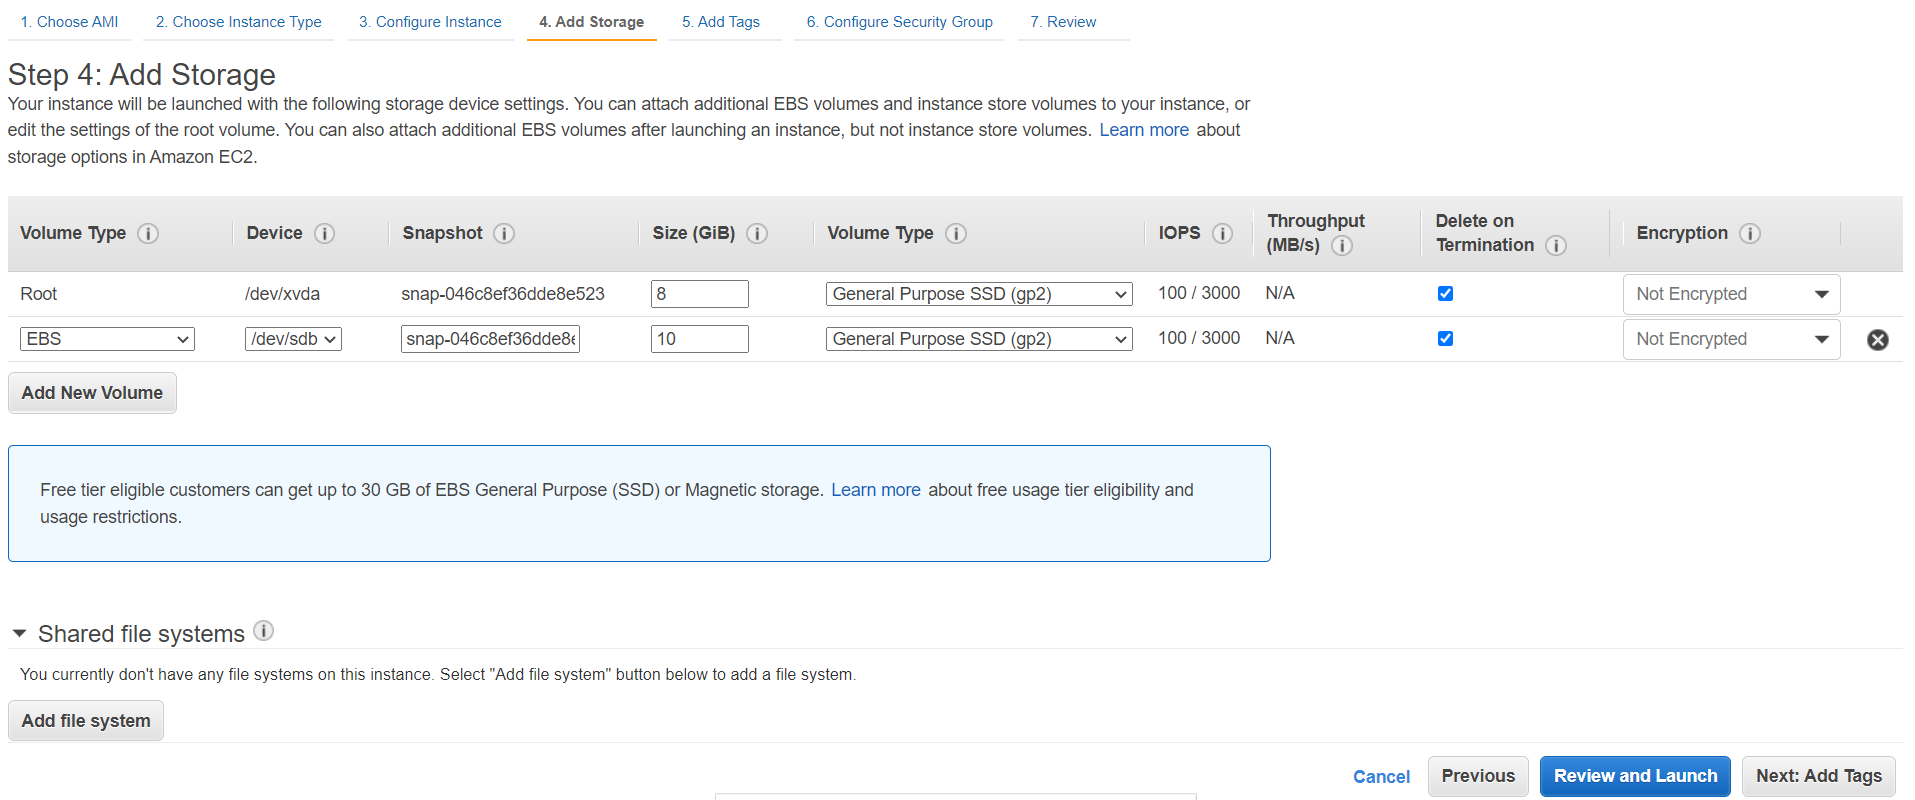 1. Choose AMI 2. Choose Instance Type 3. Configure Instance 4. Add Storage 5. Add Tags 6. Configure Security Group 7. Review
Step 4: Add Storage
Your instance will be launched with the following storage device settings. You can attach additional EBS volumes and instance store volumes to your instance, or
edit the settings of the root volume. You can also attach additional EBS volumes after launching an instance, but not instance store volumes. Learn more about
storage options in Amazon EC2.
Volume Type i Device i Snapshot i Size (GiB) i Volume Type i IOPS i Throughput (MB/s) i Delete on Termination i Encryption i
Root /dev/xvda snap-046c8ef36dde8e523 8 General Purpose SSD (gp2) 100 / 3000 N/A Not Encrypted
EBS /dev/sdb snap-046c8ef36dde8e 10 General Purpose SSD (gp2) 100 / 3000 N/A Not Encrypted
Add New Volume
Free tier eligible customers can get up to 30 GB of EBS General Purpose (SSD) or Magnetic storage. Learn more about free usage tier eligibility and
usage restrictions.
Shared file systems i
You currently don't have any file systems on this instance. Select "Add file system" button below to add a file system.
Add file system
Cancel Previous Review and Launch Next: Add Tags